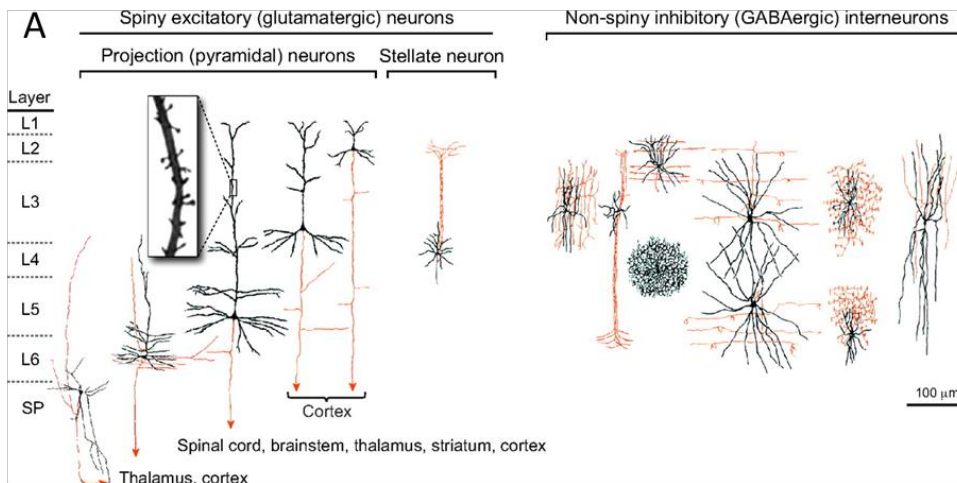 A
Spiny excitatory (glutamatergic) neurons
Non-spiny inhibitory (GABAergic) interneurons
Projection (pyramidal) neurons
Stellate neuron
Layer
L1
L2
L3
L4
L5
L6
SP
Cortex
100 μm
Spinal cord, brainstem, thalamus, striatum, cortex
Thalamus, cortex